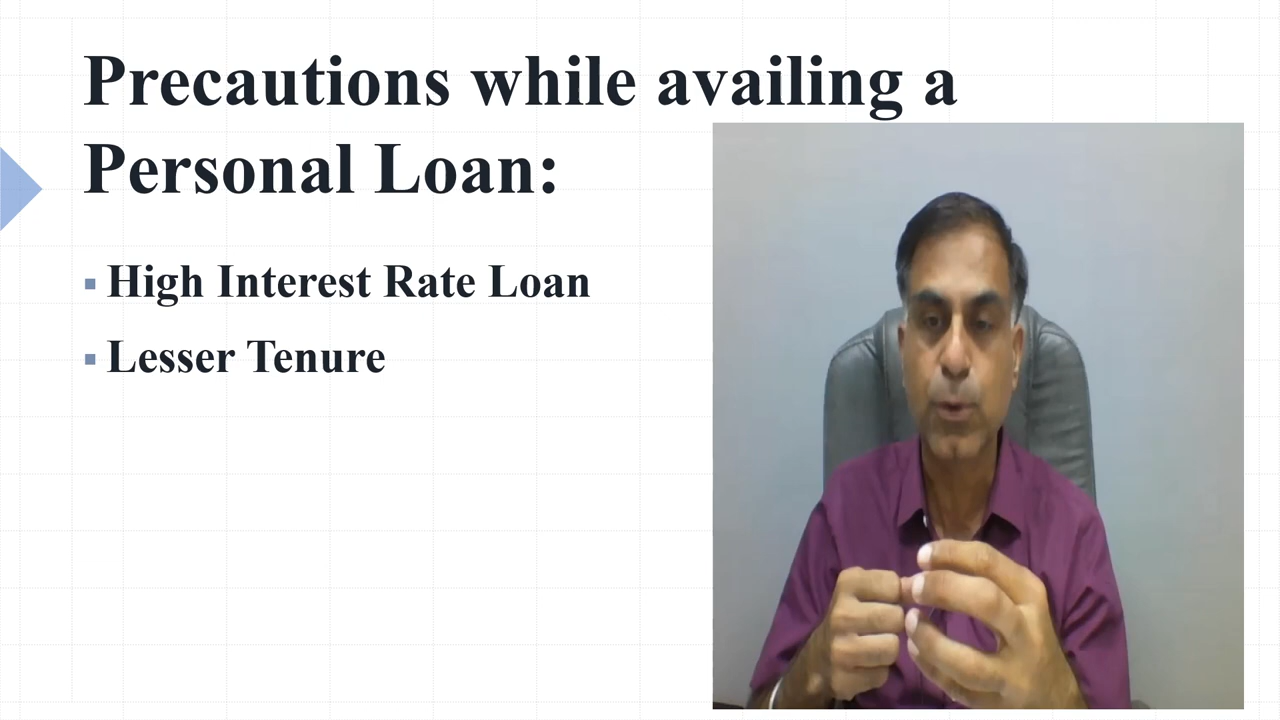 Precautions while availing a
Personal Loan:
▪ High Interest Rate Loan
▪ Lesser Tenure